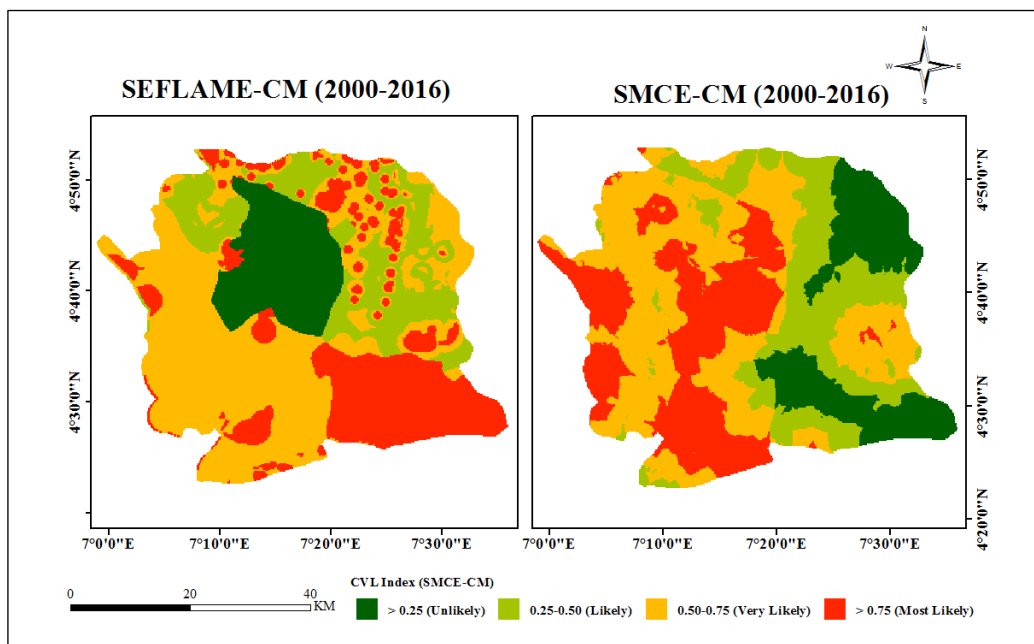 N
W E
S
SEFLAME-CM (2000-2016)
SMCE-CM (2000-2016)
4°50'0"N
4°40'0"N
4°30'0"N
7°0'0"E 7°10'0"E 7°20'0"E 7°30'0"E
4°50'0"N
4°40'0"N
4°30'0"N
4°20'0"N
7°0'0"E 7°10'0"E 7°20'0"E 7°30'0"E
0 20 40
KM
CVL Index (SMCE-CM)
> 0.25 (Unlikely) 0.25-0.50 (Likely) 0.50-0.75 (Very Likely) > 0.75 (Most Likely)